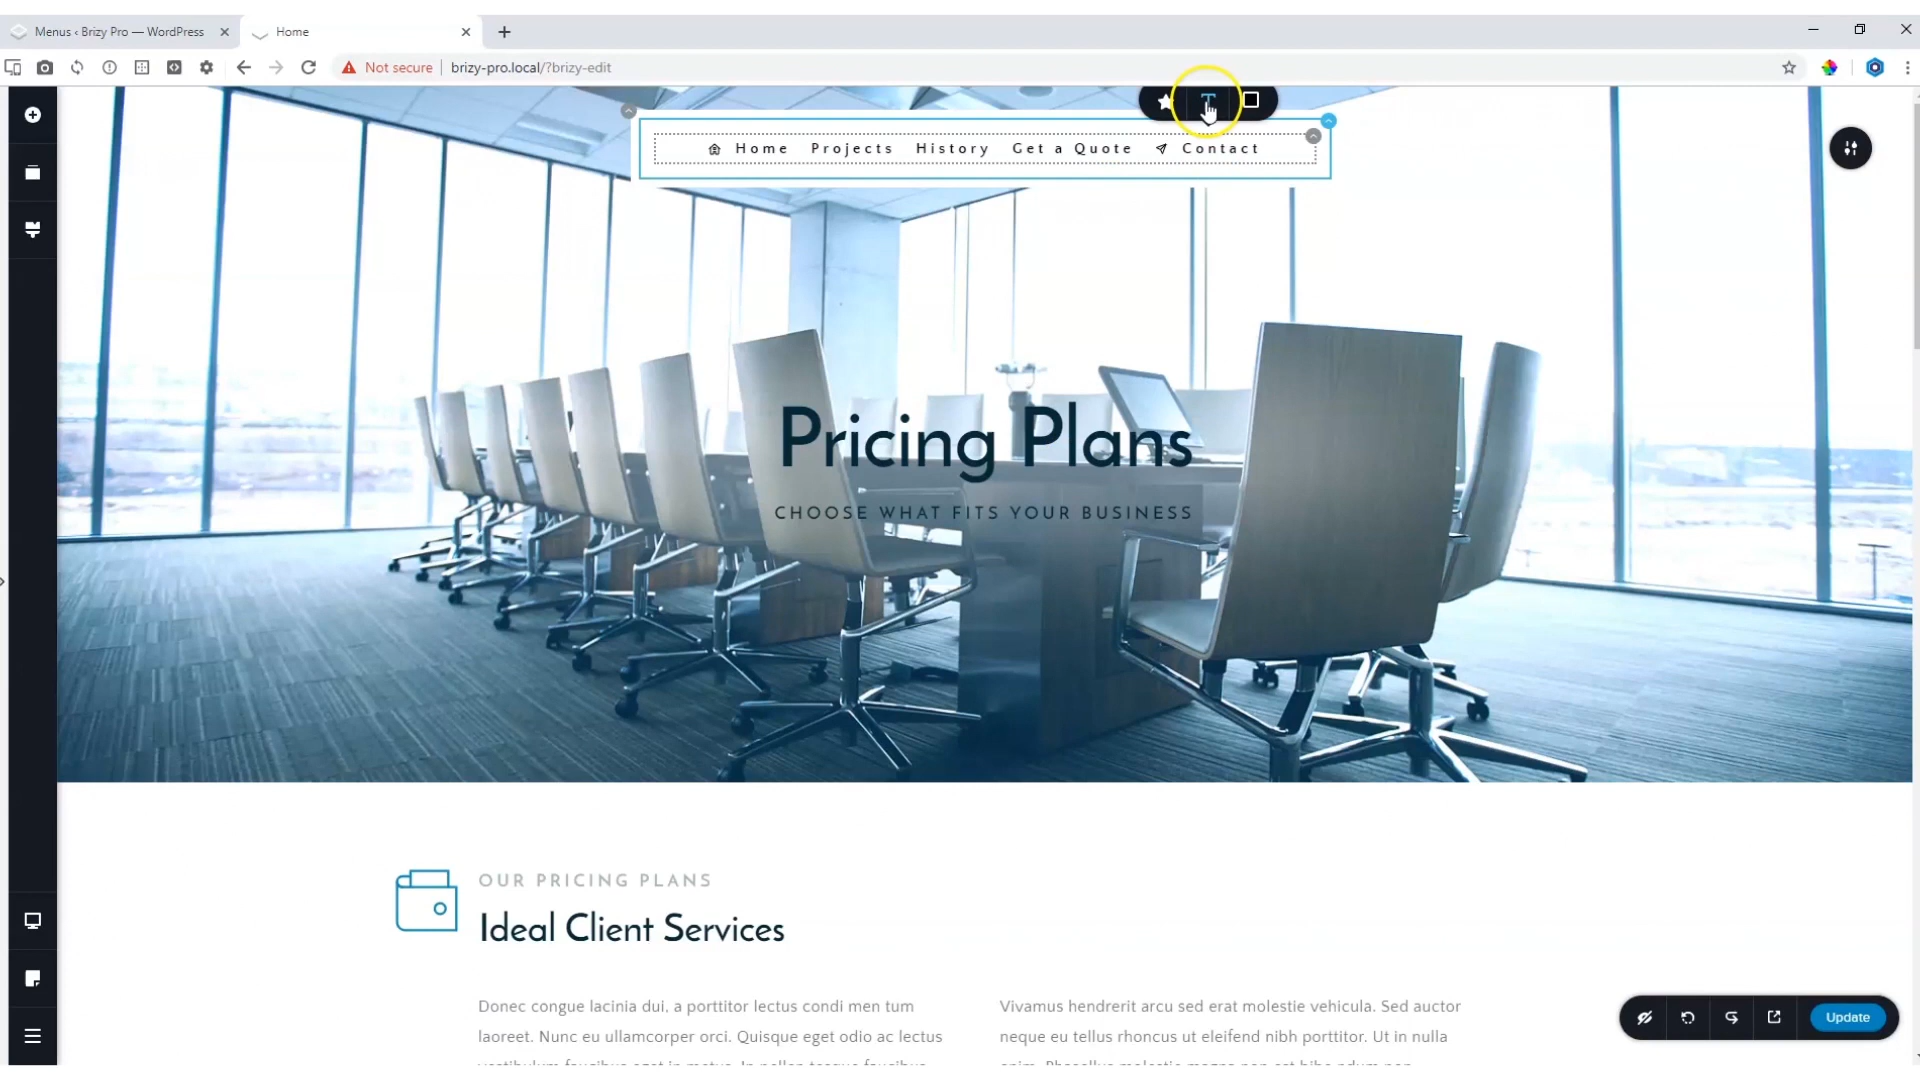 Menus ‹ Brizy Pro — WordPress
Home
Not secure
brizy-pro.local/?brizy-edit
Home Projects History Get a Quote Contact
Pricing Plans
CHOOSE WHAT FITS YOUR BUSINESS
OUR PRICING PLANS
Ideal Client Services
Donec congue lacinia dui, a porttitor lectus condi men tum
laoreet. Nunc eu ullamcorper orci. Quisque eget odio ac lectus
Vivamus hendrerit arcu sed erat molestie vehicula. Sed auctor
neque eu tellus rhoncus ut eleifend nibh porttitor. Ut in nulla
Update